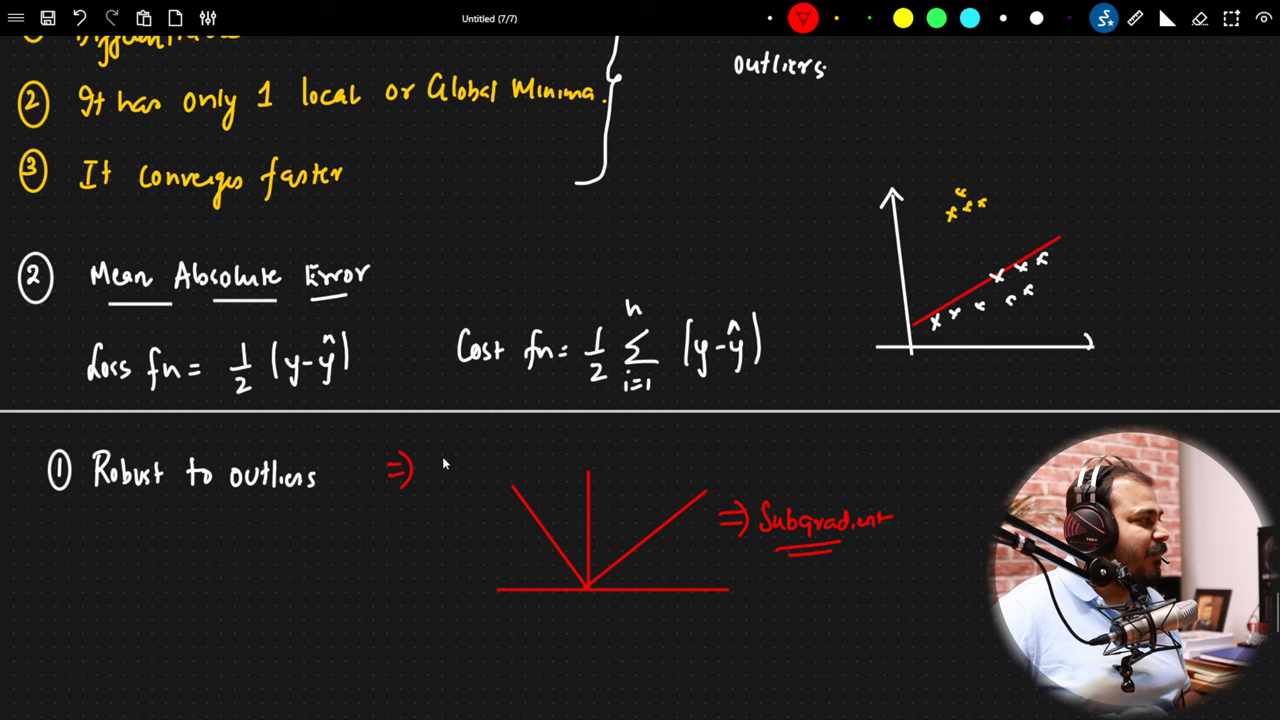 Untitled (7/7)
outliers.
② It has only 1 local or Global Minima.
③ It converges faster
② Mean Absolute Error
Loss fn = 1/2 |y-ŷ|
Cost fn = 1/2 n∑i=1 |y-ŷ|
① Robust to outliers =>
=> Subgradient